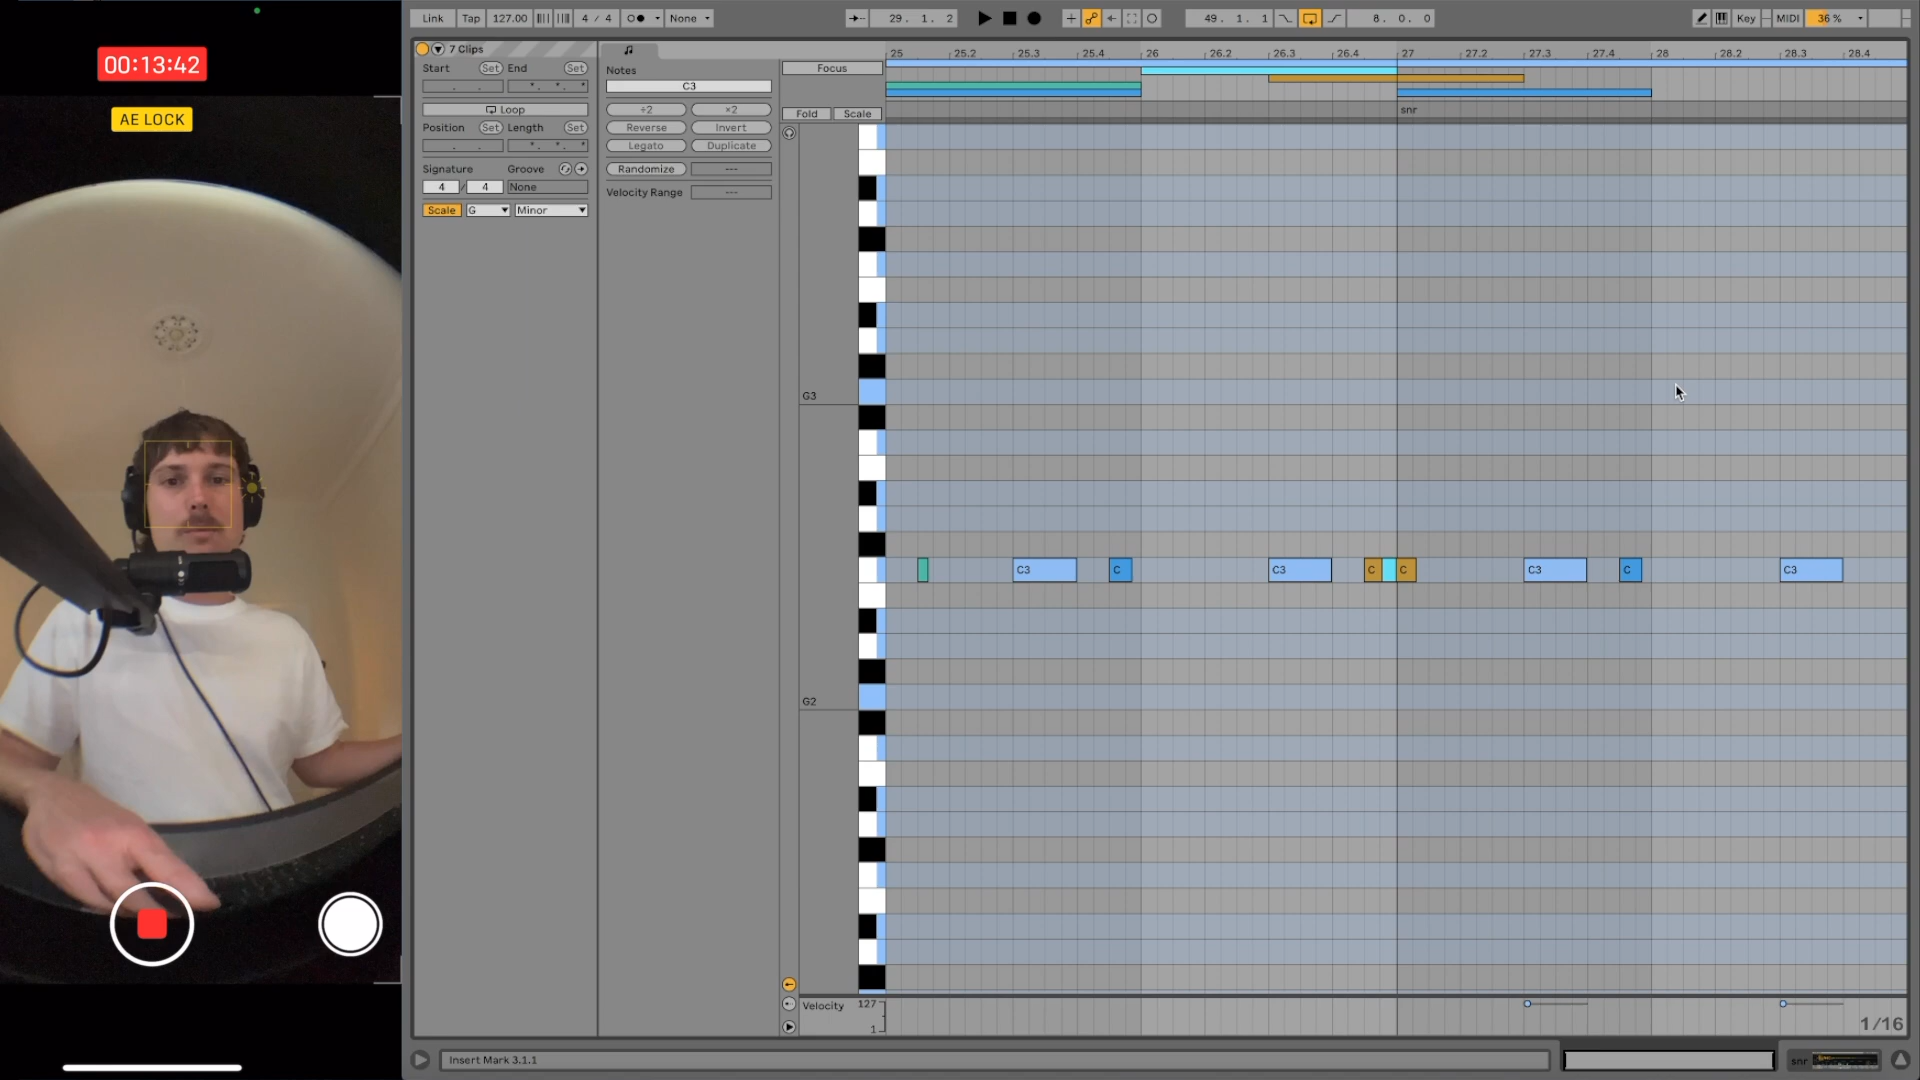 00:13:42
AE LOCK
Link Tap 127.00 4 / 4 None 29. 1. 2 49. 1. 1 8. 0. 0 Key MIDI 36 %
7 Clips
Start Set End Set
Loop
Position Set Length Set
Signature Groove
4 / 4 None
Scale G Minor
Notes
C3
÷2 ×2
Reverse Invert
Legato Duplicate
Randomize ---
Velocity Range ---
Focus
Fold Scale
25 25.2 25.3 25.4 26 26.2 26.3 26.4 27 27.2 27.3 27.4 28 28.2 28.3 28.4
snr
G3
C3 C C3 C C C3 C C3
G2
Velocity 127
1
1/16
Insert Mark 3.1.1
snr